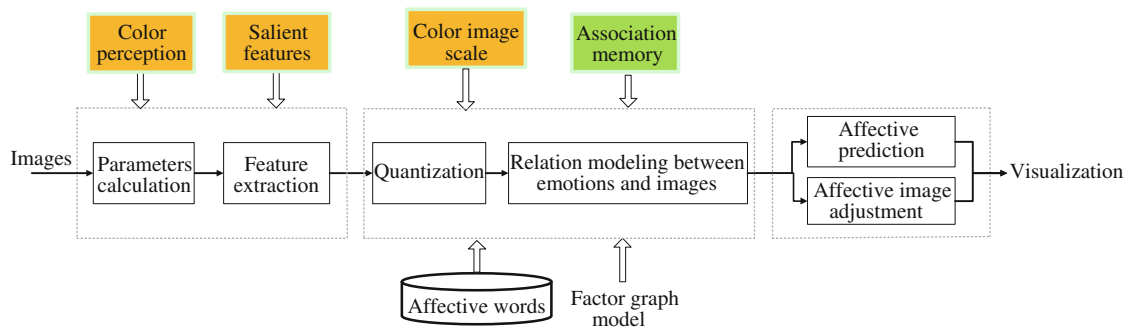 Color
perception
Salient
features
Color image
scale
Association
memory
Images
Parameters
calculation
Feature
extraction
Quantization
Relation modeling between
emotions and images
Affective
prediction
Affective image
adjustment
Visualization
Affective words
Factor graph
model